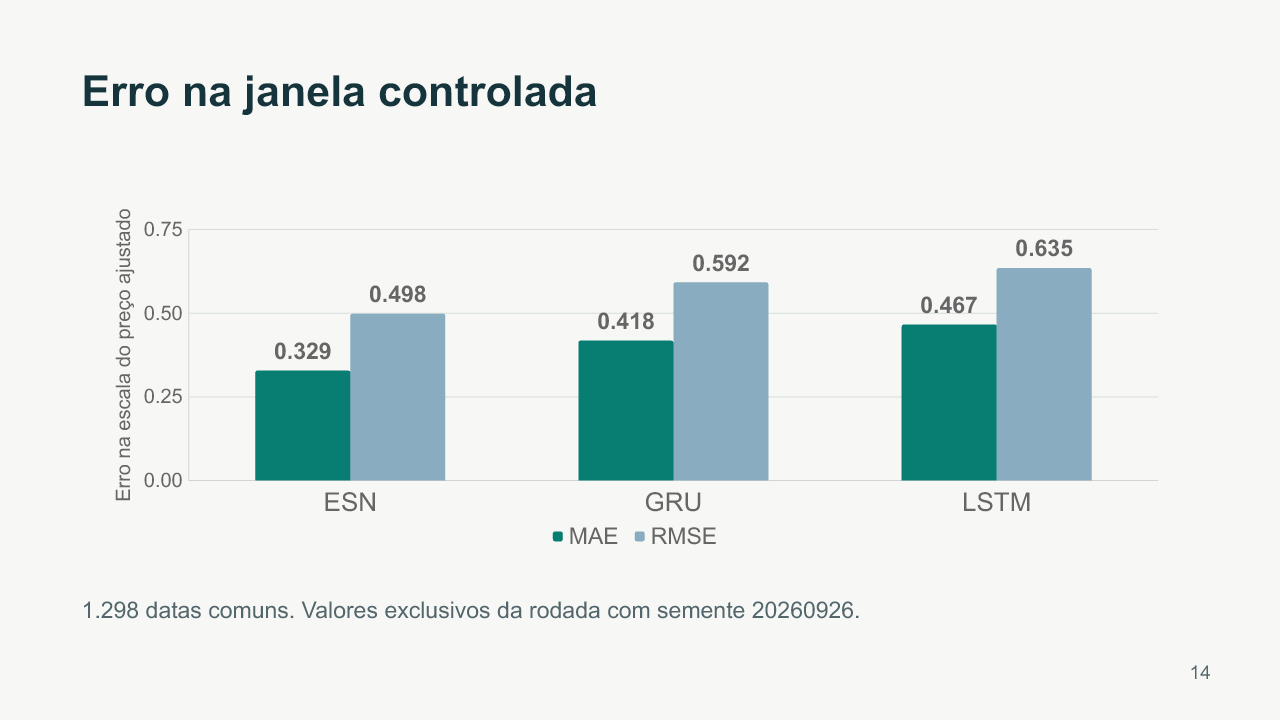 Erro na janela controlada
Erro na escala do preço ajustado
0.75
0.50
0.25
0.00
0.329
0.498
0.418
0.592
0.467
0.635
ESN
GRU
LSTM
MAE
RMSE
1.298 datas comuns. Valores exclusivos da rodada com semente 20260926.
14